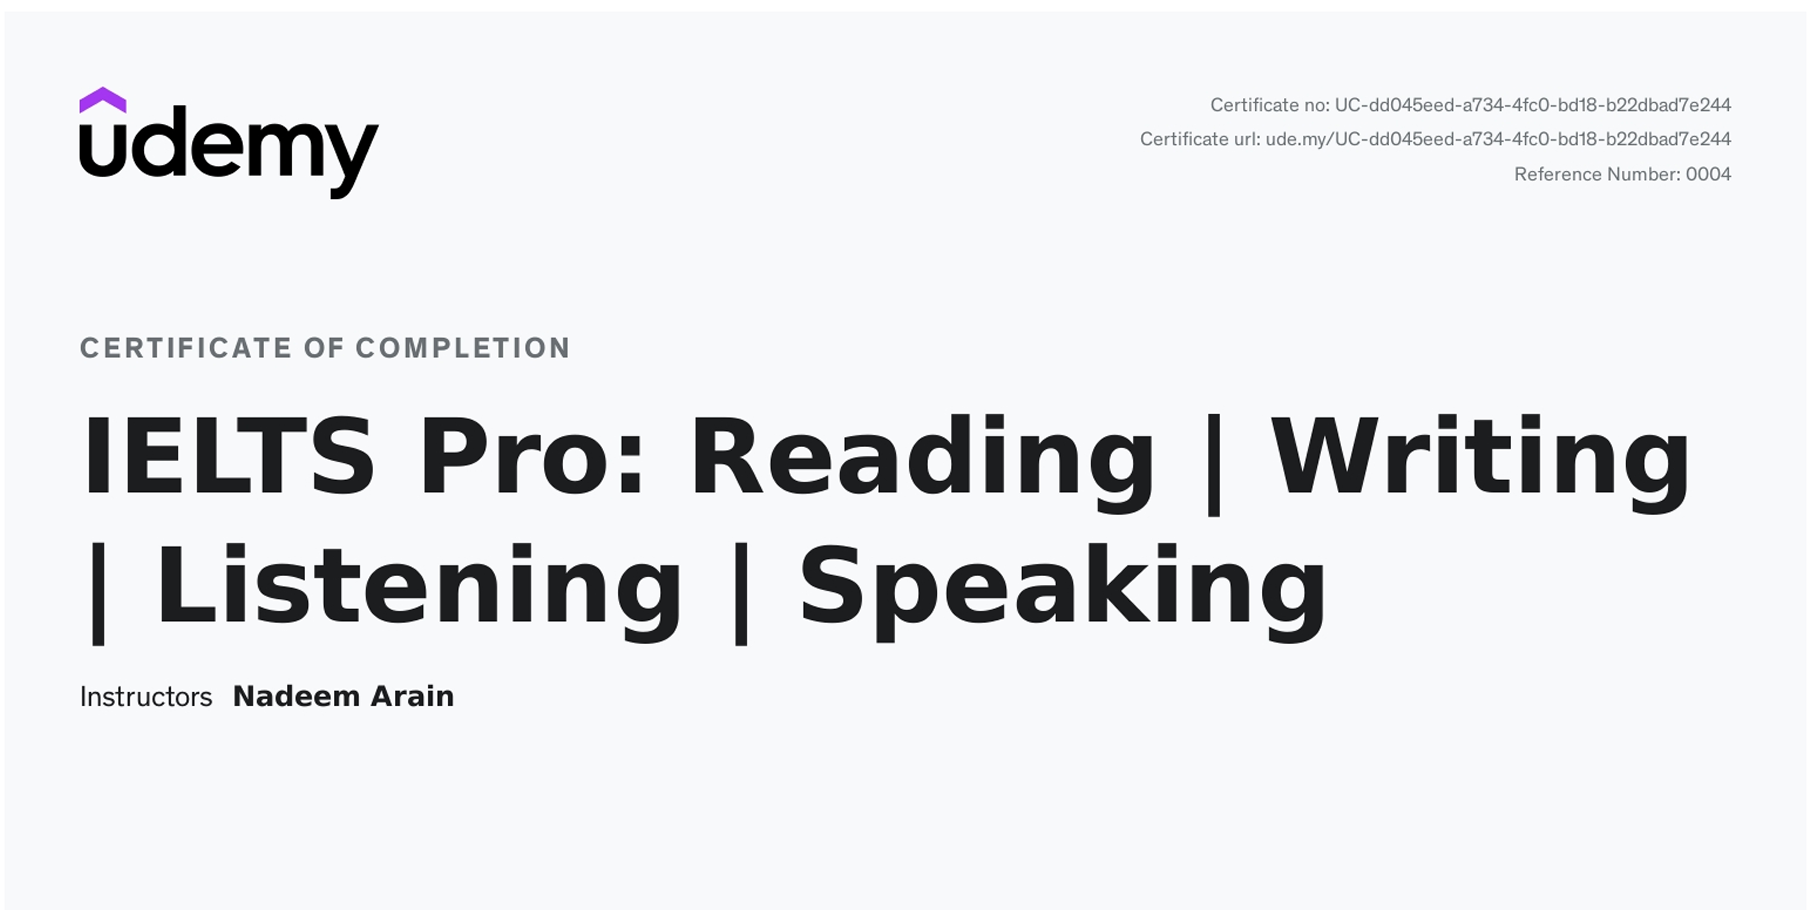 udemy
Certificate no: UC-dd045eed-a734-4fc0-bd18-b22dbad7e244
Certificate url: ude.my/UC-dd045eed-a734-4fc0-bd18-b22dbad7e244
Reference Number: 0004
CERTIFICATE OF COMPLETION
IELTS Pro: Reading | Writing
| Listening | Speaking
Instructors Nadeem Arain